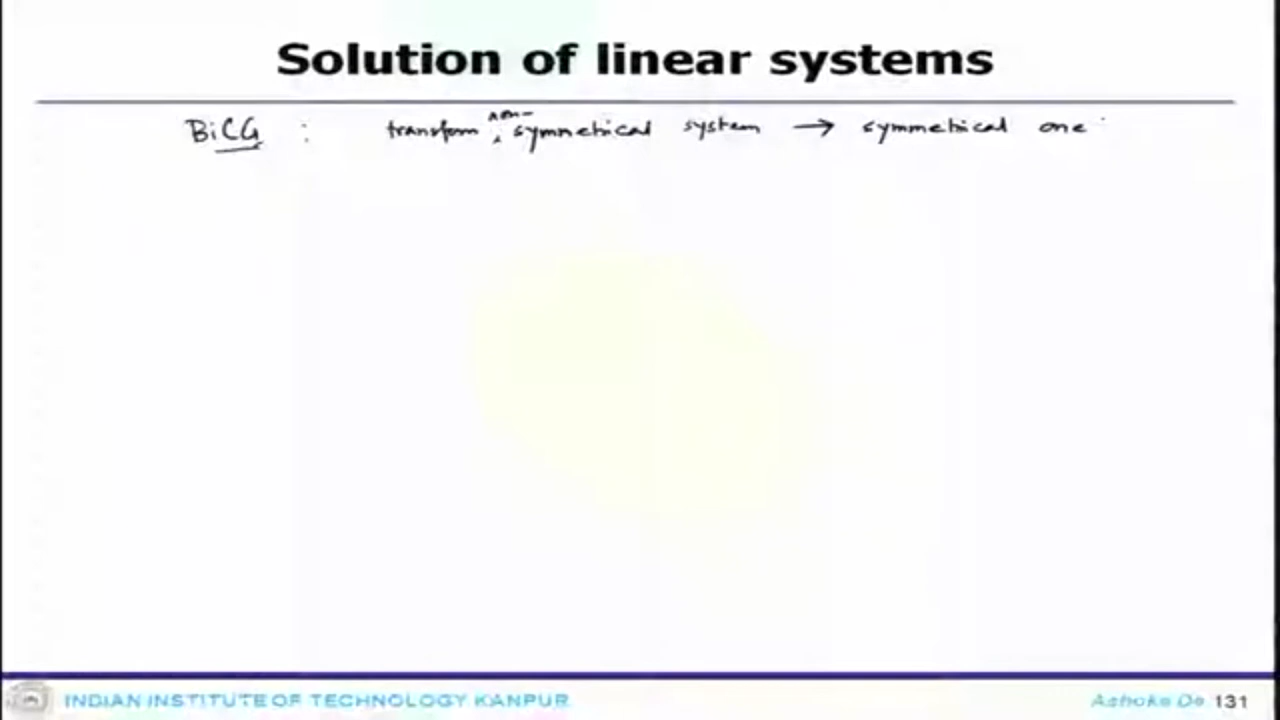 Solution of linear systems
non-
BiCG : transform symmetrical system → symmetrical one
INDIAN INSTITUTE OF TECHNOLOGY KANPUR
Ashoke De 131